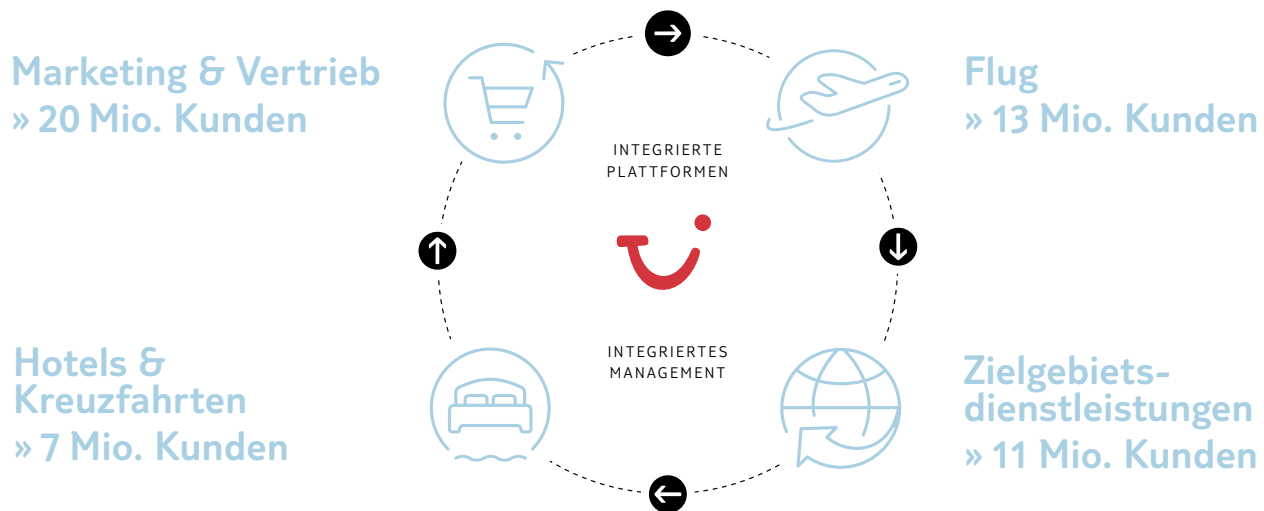 Marketing & Vertrieb
» 20 Mio. Kunden
Flug
» 13 Mio. Kunden
INTEGRIERTE
PLATTFORMEN
INTEGRIERTES
MANAGEMENT
Hotels &
Kreuzfahrten
» 7 Mio. Kunden
Zielgebiets-
dienstleistungen
» 11 Mio. Kunden